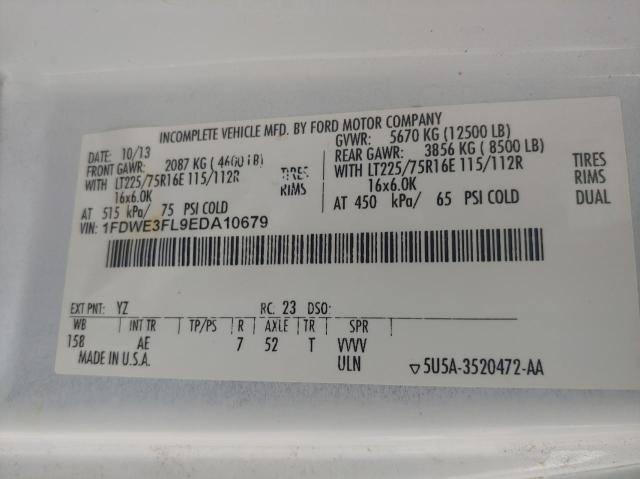 INCOMPLETE VEHICLE MFD. BY FORD MOTOR COMPANY
DATE: 10/13 GVWR: 5670 KG (12500 LB)
FRONT GAWR: 2087 KG ( 4600 LB) REAR GAWR: 3856 KG ( 8500 LB)
WITH LT225/75R16E 115/112R TIRES WITH LT225/75R16E 115/112R TIRES
16x6.0K RIMS 16x6.0K RIMS
AT 515 kPa/ 75 PSI COLD AT 450 kPa/ 65 PSI COLD DUAL
VIN: 1FDWE3FL9EDA10679
EXT PNT: YZ RC: 23 DSO:
WB INT TR TP/PS R AXLE TR SPR
158 AE 7 52 T VVVV
MADE IN U.S.A. ULN ▽5U5A-3520472-AA